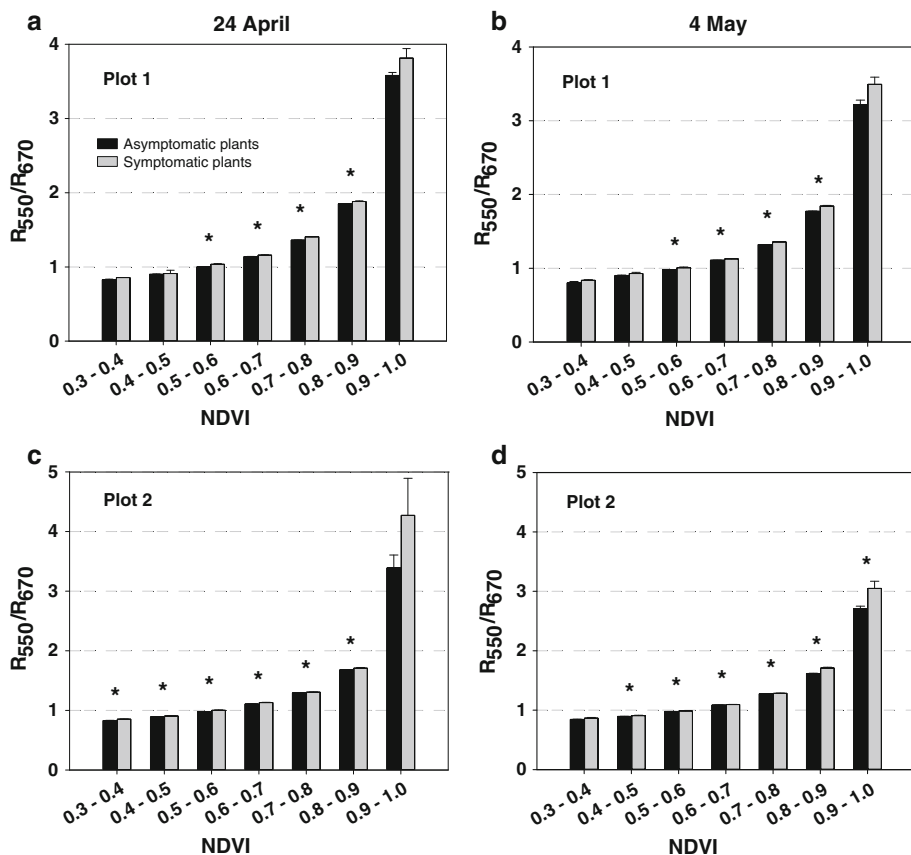 a
24 April
4
3
2
1
0
R550/R670
Plot 1
Asymptomatic plants
Symptomatic plants
*
*
*
*
0.3 - 0.4
0.4 - 0.5
0.5 - 0.6
0.6 - 0.7
0.7 - 0.8
0.8 - 0.9
0.9 - 1.0
NDVI
b
4 May
4
3
2
1
0
R550/R670
Plot 1
*
*
*
*
0.3 - 0.4
0.4 - 0.5
0.5 - 0.6
0.6 - 0.7
0.7 - 0.8
0.8 - 0.9
0.9 - 1.0
NDVI
c
5
4
3
2
1
0
R550/R670
Plot 2
*
*
*
*
*
*
0.3 - 0.4
0.4 - 0.5
0.5 - 0.6
0.6 - 0.7
0.7 - 0.8
0.8 - 0.9
0.9 - 1.0
NDVI
d
5
4
3
2
1
0
R550/R670
Plot 2
*
*
*
*
*
*
0.3 - 0.4
0.4 - 0.5
0.5 - 0.6
0.6 - 0.7
0.7 - 0.8
0.8 - 0.9
0.9 - 1.0
NDVI